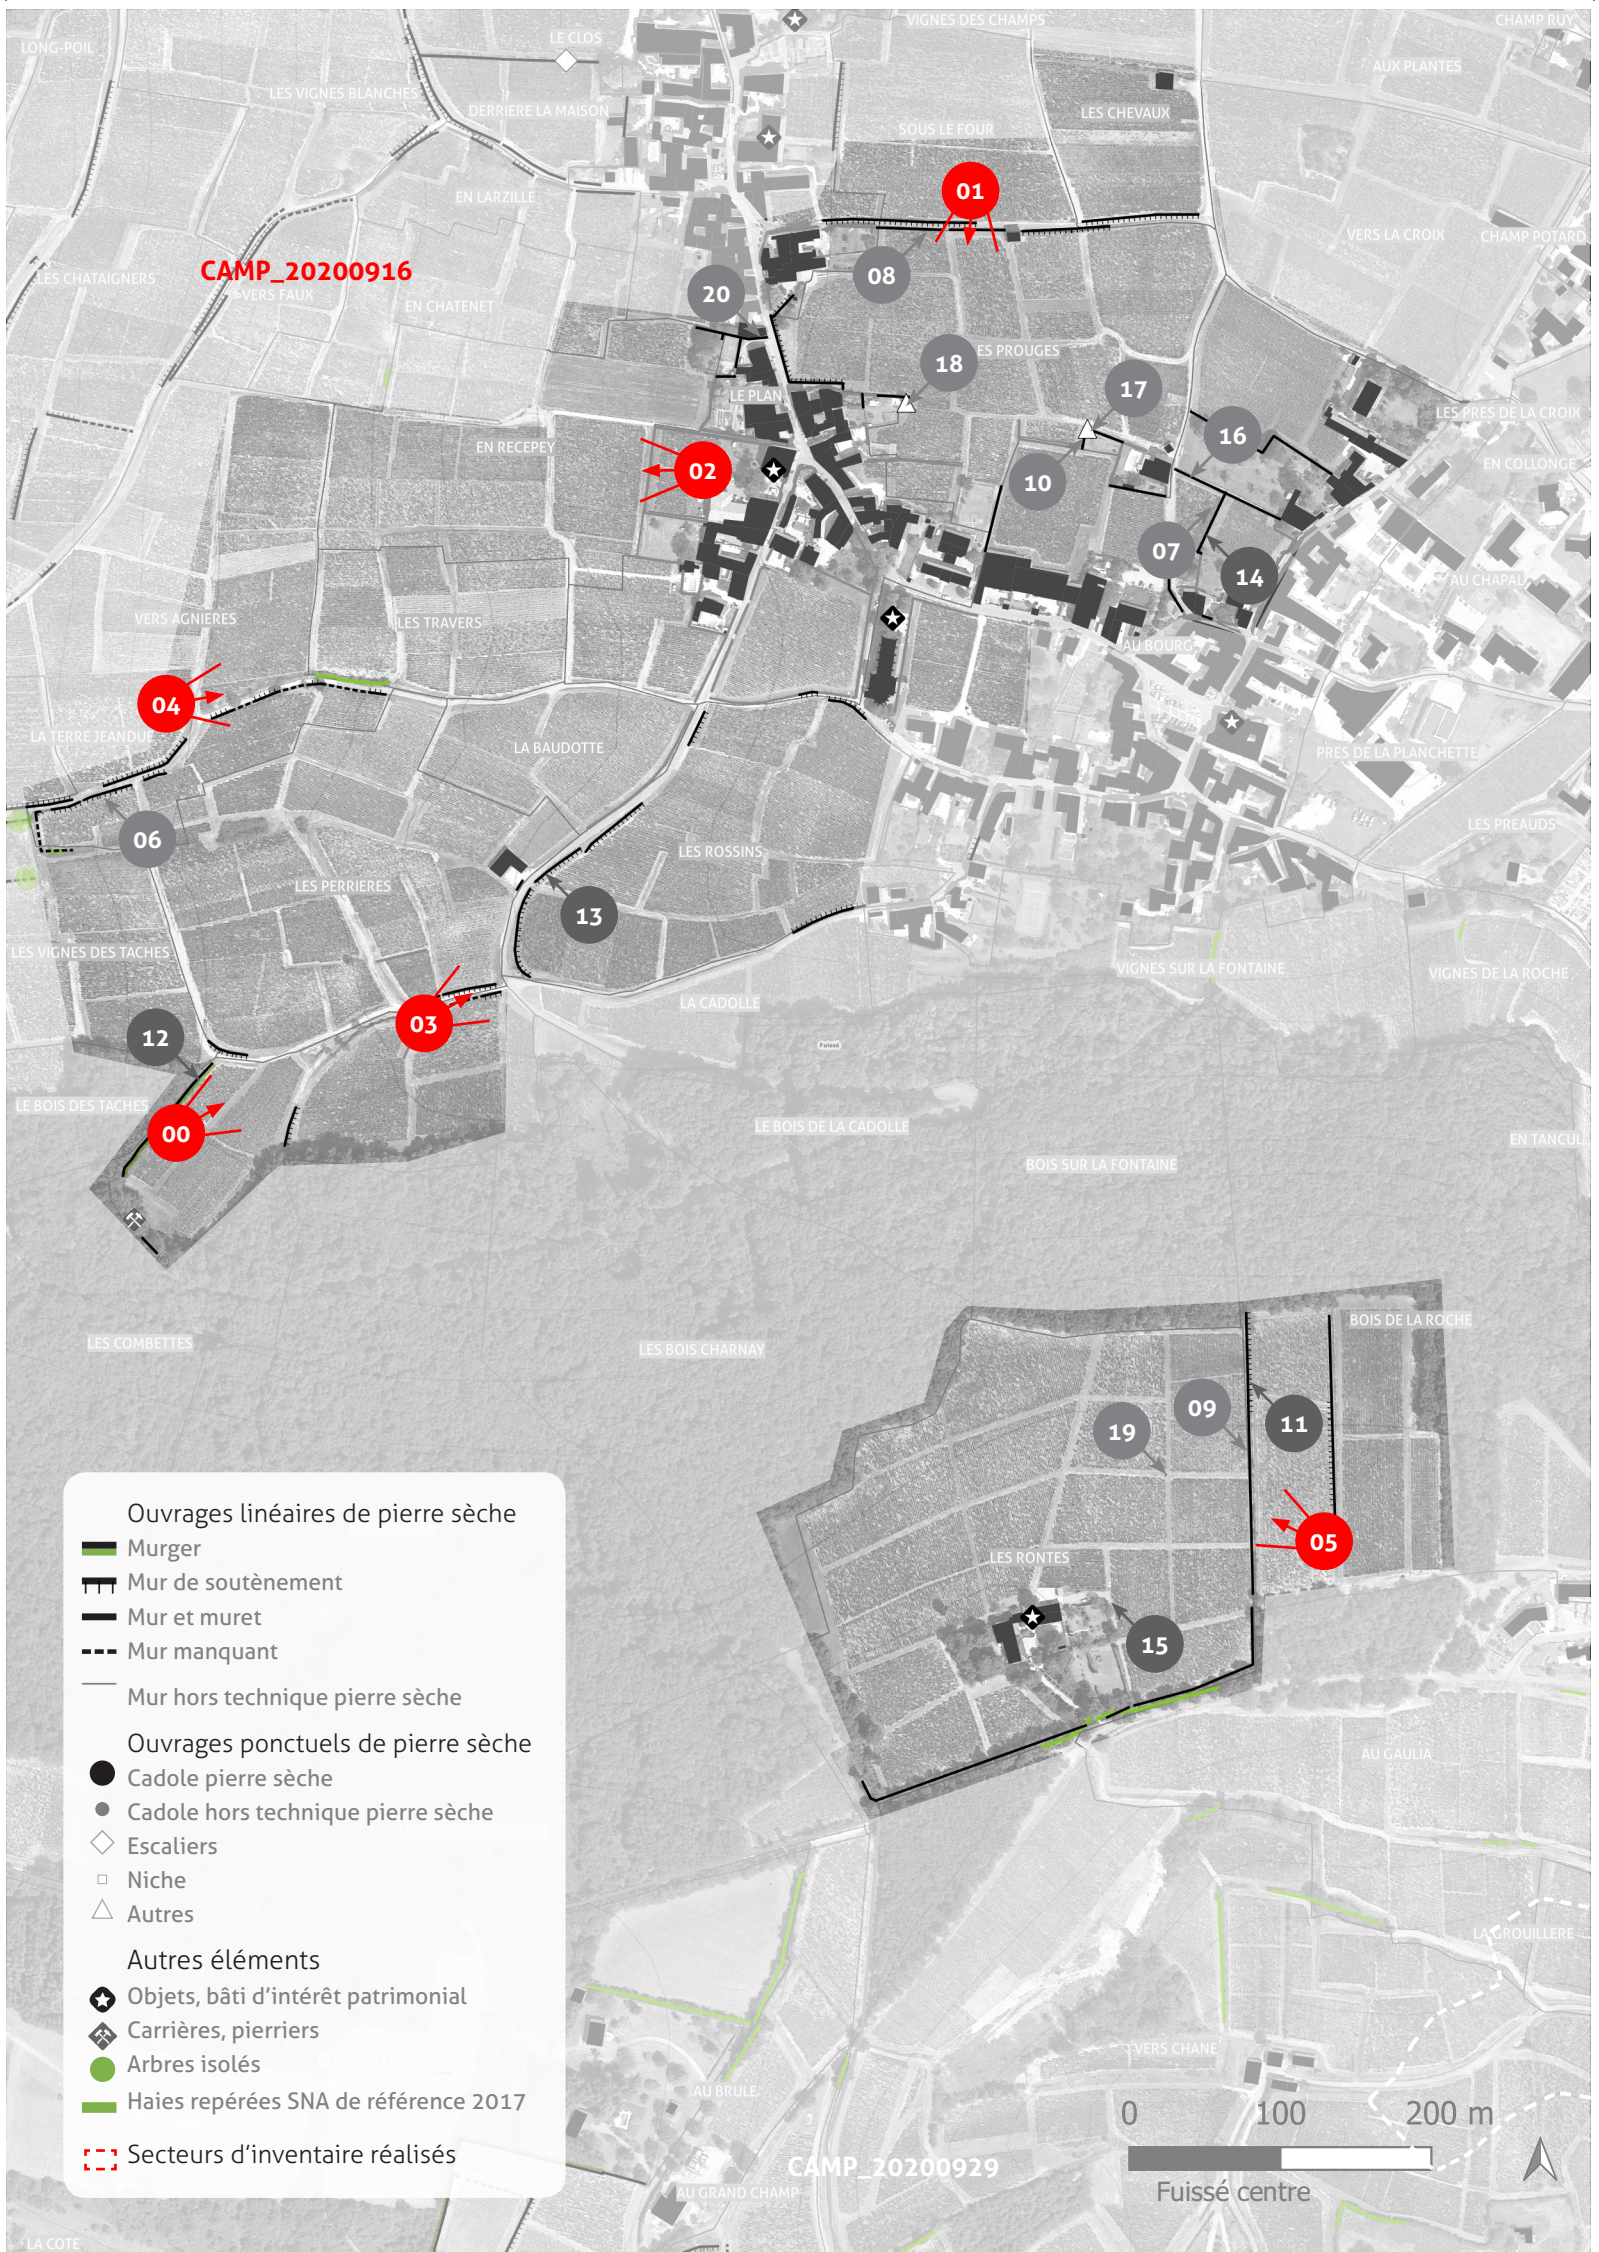 VIGNES DES CHAMPS
CHAMP RUY
LE CLOS
LONG-POIL
AUX PLANTES
LES VIGNES BLANCHES
DERRIERE LA MAISON
LES CHEVAUX
SOUS LE FOUR
EN LARZILLE
01
VERS LA CROIX
CHAMP POTARD
CAMP_20200916
LES CHATAIGNERS
08
VERS FAUX
20
EN CHATENET
ES PROUGES
18
17
LE PLAN
LES PRES DE LA CROIX
16
EN RECEPEY
02
EN COLLONGE
10
07
14
AU CHAPAL
VERS AGNIERES
LES TRAVERS
AU BOURG
04
LA TERRE JEANDUE
LA BAUDOTTE
PRES DE LA PLANCHETTE
06
LES ROSSINS
LES PREAUDS
LES PERRIERES
13
LES VIGNES DES TACHES
VIGNES SUR LA FONTAINE
VIGNES DE LA ROCHE
LA CADOLLE
03
12
Fuissé
LE BOIS DES TACHES
00
LE BOIS DE LA CADOLLE
EN TANCUL
BOIS SUR LA FONTAINE
LES COMBETTES
LES BOIS CHARNAY
BOIS DE LA ROCHE
09
11
19
05
LES RONTES
15
AU GAULIA
LA GROUILLERE
VERS CHANE
AU BRULE
CAMP_20200929
AU GRAND CHAMP
LA COTE
Ouvrages linéaires de pierre sèche
Murger
Mur de soutènement
Mur et muret
Mur manquant
Mur hors technique pierre sèche
Ouvrages ponctuels de pierre sèche
Cadole pierre sèche
Cadole hors technique pierre sèche
Escaliers
Niche
Autres
Autres éléments
Objets, bâti d'intérêt patrimonial
Carrières, pierriers
Arbres isolés
Haies repérées SNA de référence 2017
Secteurs d'inventaire réalisés
0 100 200 m
Fuissé centre